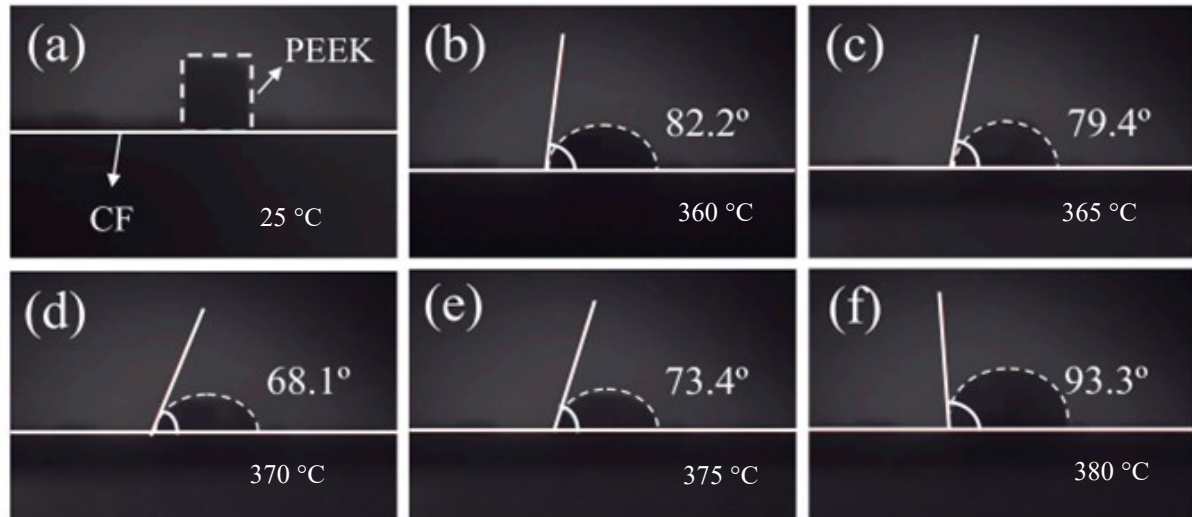 (a)
PEEK
CF
25 °C
(b)
82.2º
360 °C
(c)
79.4º
365 °C
(d)
68.1º
370 °C
(e)
73.4º
375 °C
(f)
93.3º
380 °C